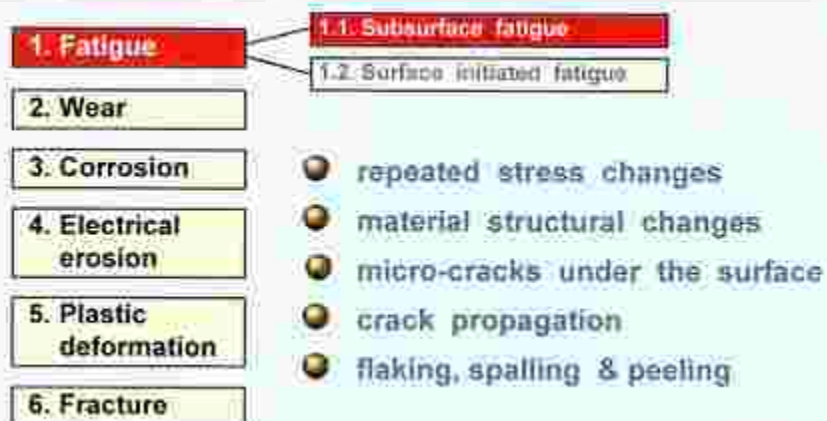 1. Fatigue
1.1. Subsurface fatigue
1.2. Surface initiated fatigue
2. Wear
3. Corrosion
4. Electrical
erosion
5. Plastic
deformation
6. Fracture
repeated stress changes
material structural changes
micro-cracks under the surface
crack propagation
flaking, spalling & peeling